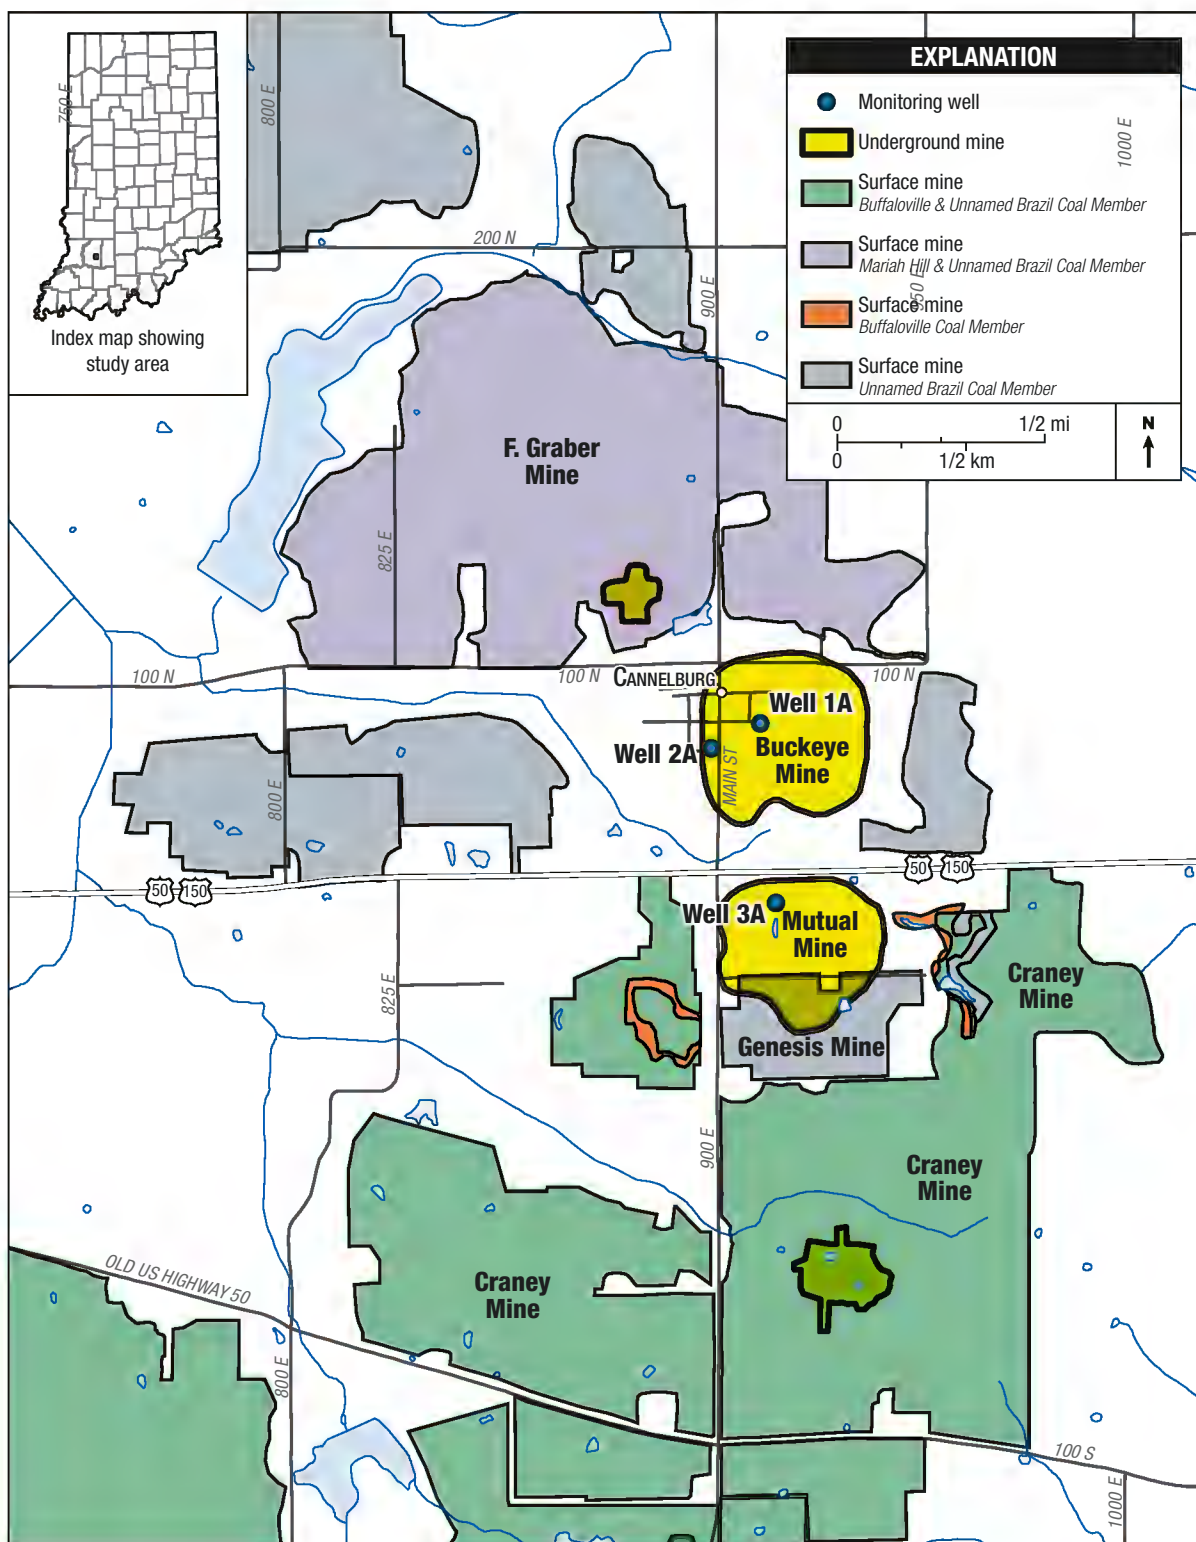 EXPLANATION
Monitoring well
Underground mine
Surface mine
Buffaloville & Unnamed Brazil Coal Member
Surface mine
Mariah Hill & Unnamed Brazil Coal Member
Surface mine
Buffaloville Coal Member
Surface mine
Unnamed Brazil Coal Member
0 1/2 mi
0 1/2 km
N
750 E
800 E
1000 E
950 E
Index map showing
study area
200 N
900 E
F. Graber
Mine
825 E
100 N
100 N
100 N
CANNELBURG
Well 1A
Well 2A
Buckeye
Mine
MAIN ST
800 E
50 150
50 150
Well 3A
Mutual
Mine
Craney
Mine
825 E
Genesis Mine
900 E
Craney
Mine
OLD US HIGHWAY 50
Craney
Mine
800 E
100 S
1000 E